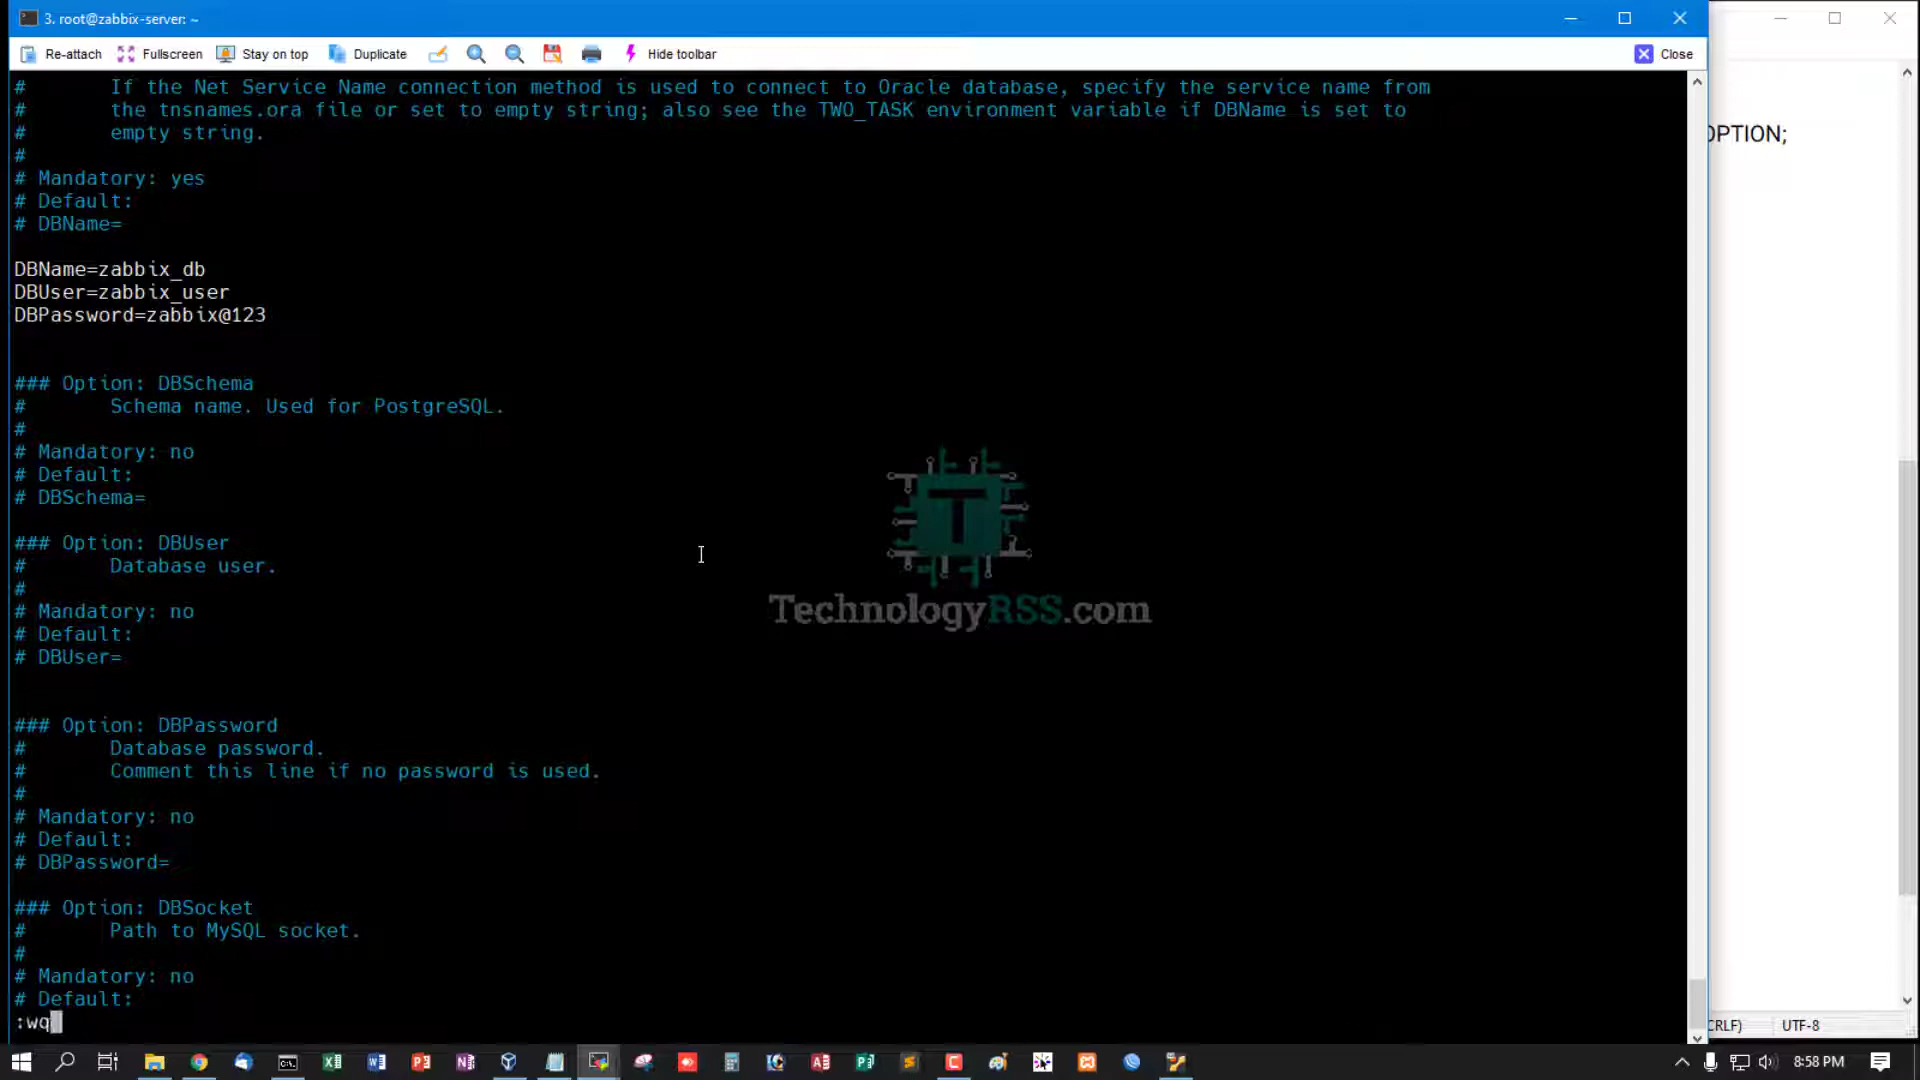 3. root@zabbix-server: ~
Re-attach Fullscreen Stay on top Duplicate Hide toolbar Close
# If the Net Service Name connection method is used to connect to Oracle database, specify the service name from
# the tnsnames.ora file or set to empty string; also see the TWO_TASK environment variable if DBName is set to
# empty string.
#
# Mandatory: yes
# Default:
# DBName=
DBName=zabbix_db
DBUser=zabbix_user
DBPassword=zabbix@123
### Option: DBSchema
# Schema name. Used for PostgreSQL.
#
# Mandatory: no
# Default:
# DBSchema=
### Option: DBUser
# Database user.
#
# Mandatory: no
# Default:
# DBUser=
### Option: DBPassword
# Database password.
# Comment this line if no password is used.
#
# Mandatory: no
# Default:
# DBPassword=
### Option: DBSocket
# Path to MySQL socket.
#
# Mandatory: no
# Default:
:wq
TechnologyRSS.com
OPTION;
CRLF) UTF-8
8:58 PM